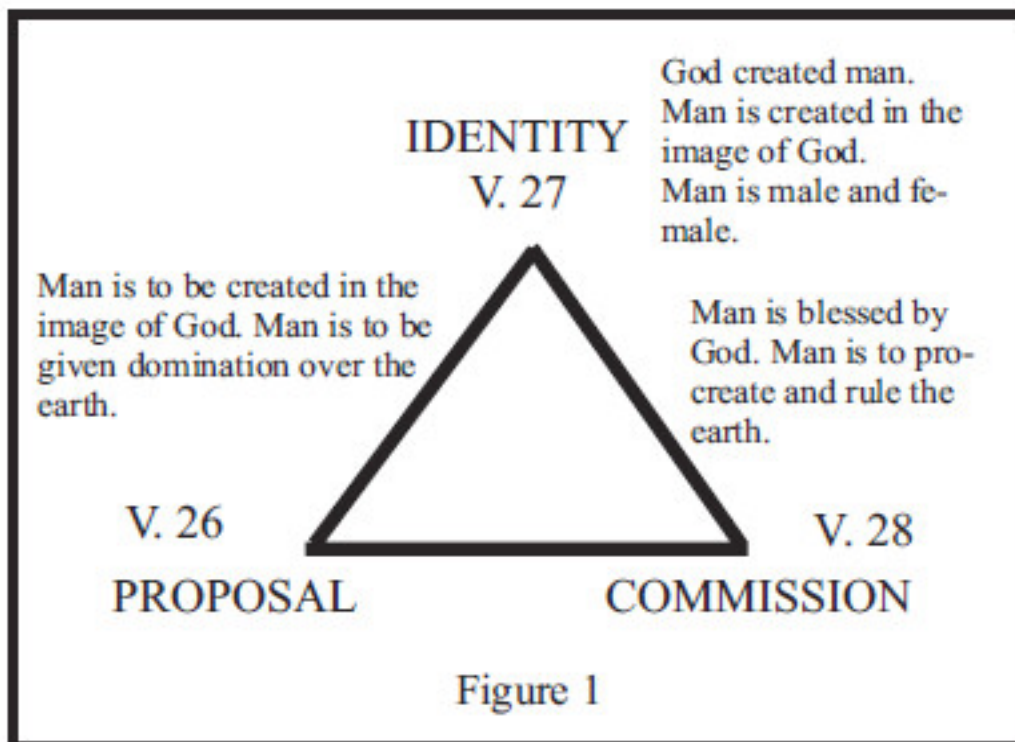 God created man.
Man is created in the
image of God.
Man is male and fe-
male.
IDENTITY
V. 27
Man is to be created in the
image of God. Man is to be
given domination over the
earth.
Man is blessed by
God. Man is to pro-
create and rule the
earth.
V. 26
PROPOSAL
V. 28
COMMISSION
Figure 1